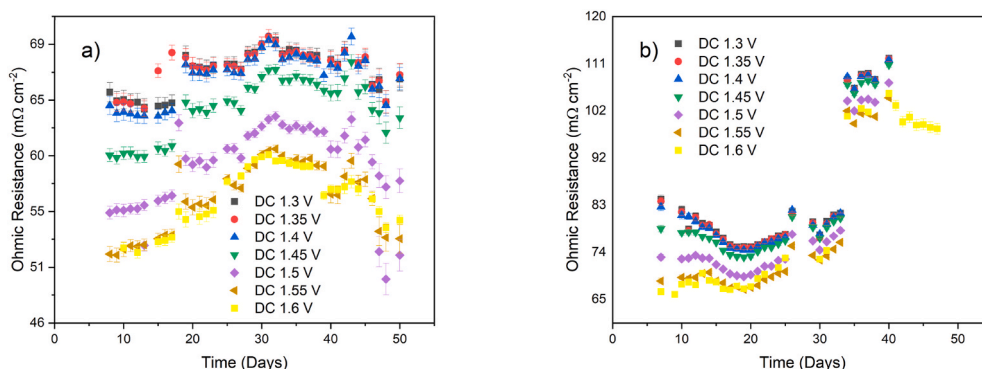 a)
Ohmic Resistance (mΩ cm⁻²)
69
65
60
55
51
46
DC 1.3 V
DC 1.35 V
DC 1.4 V
DC 1.45 V
DC 1.5 V
DC 1.55 V
DC 1.6 V
0
10
20
30
40
50
Time (Days)
b)
Ohmic Resistance (mΩ cm⁻²)
120
111
102
92
83
74
65
DC 1.3 V
DC 1.35 V
DC 1.4 V
DC 1.45 V
DC 1.5 V
DC 1.55 V
DC 1.6 V
0
10
20
30
40
50
Time (Days)